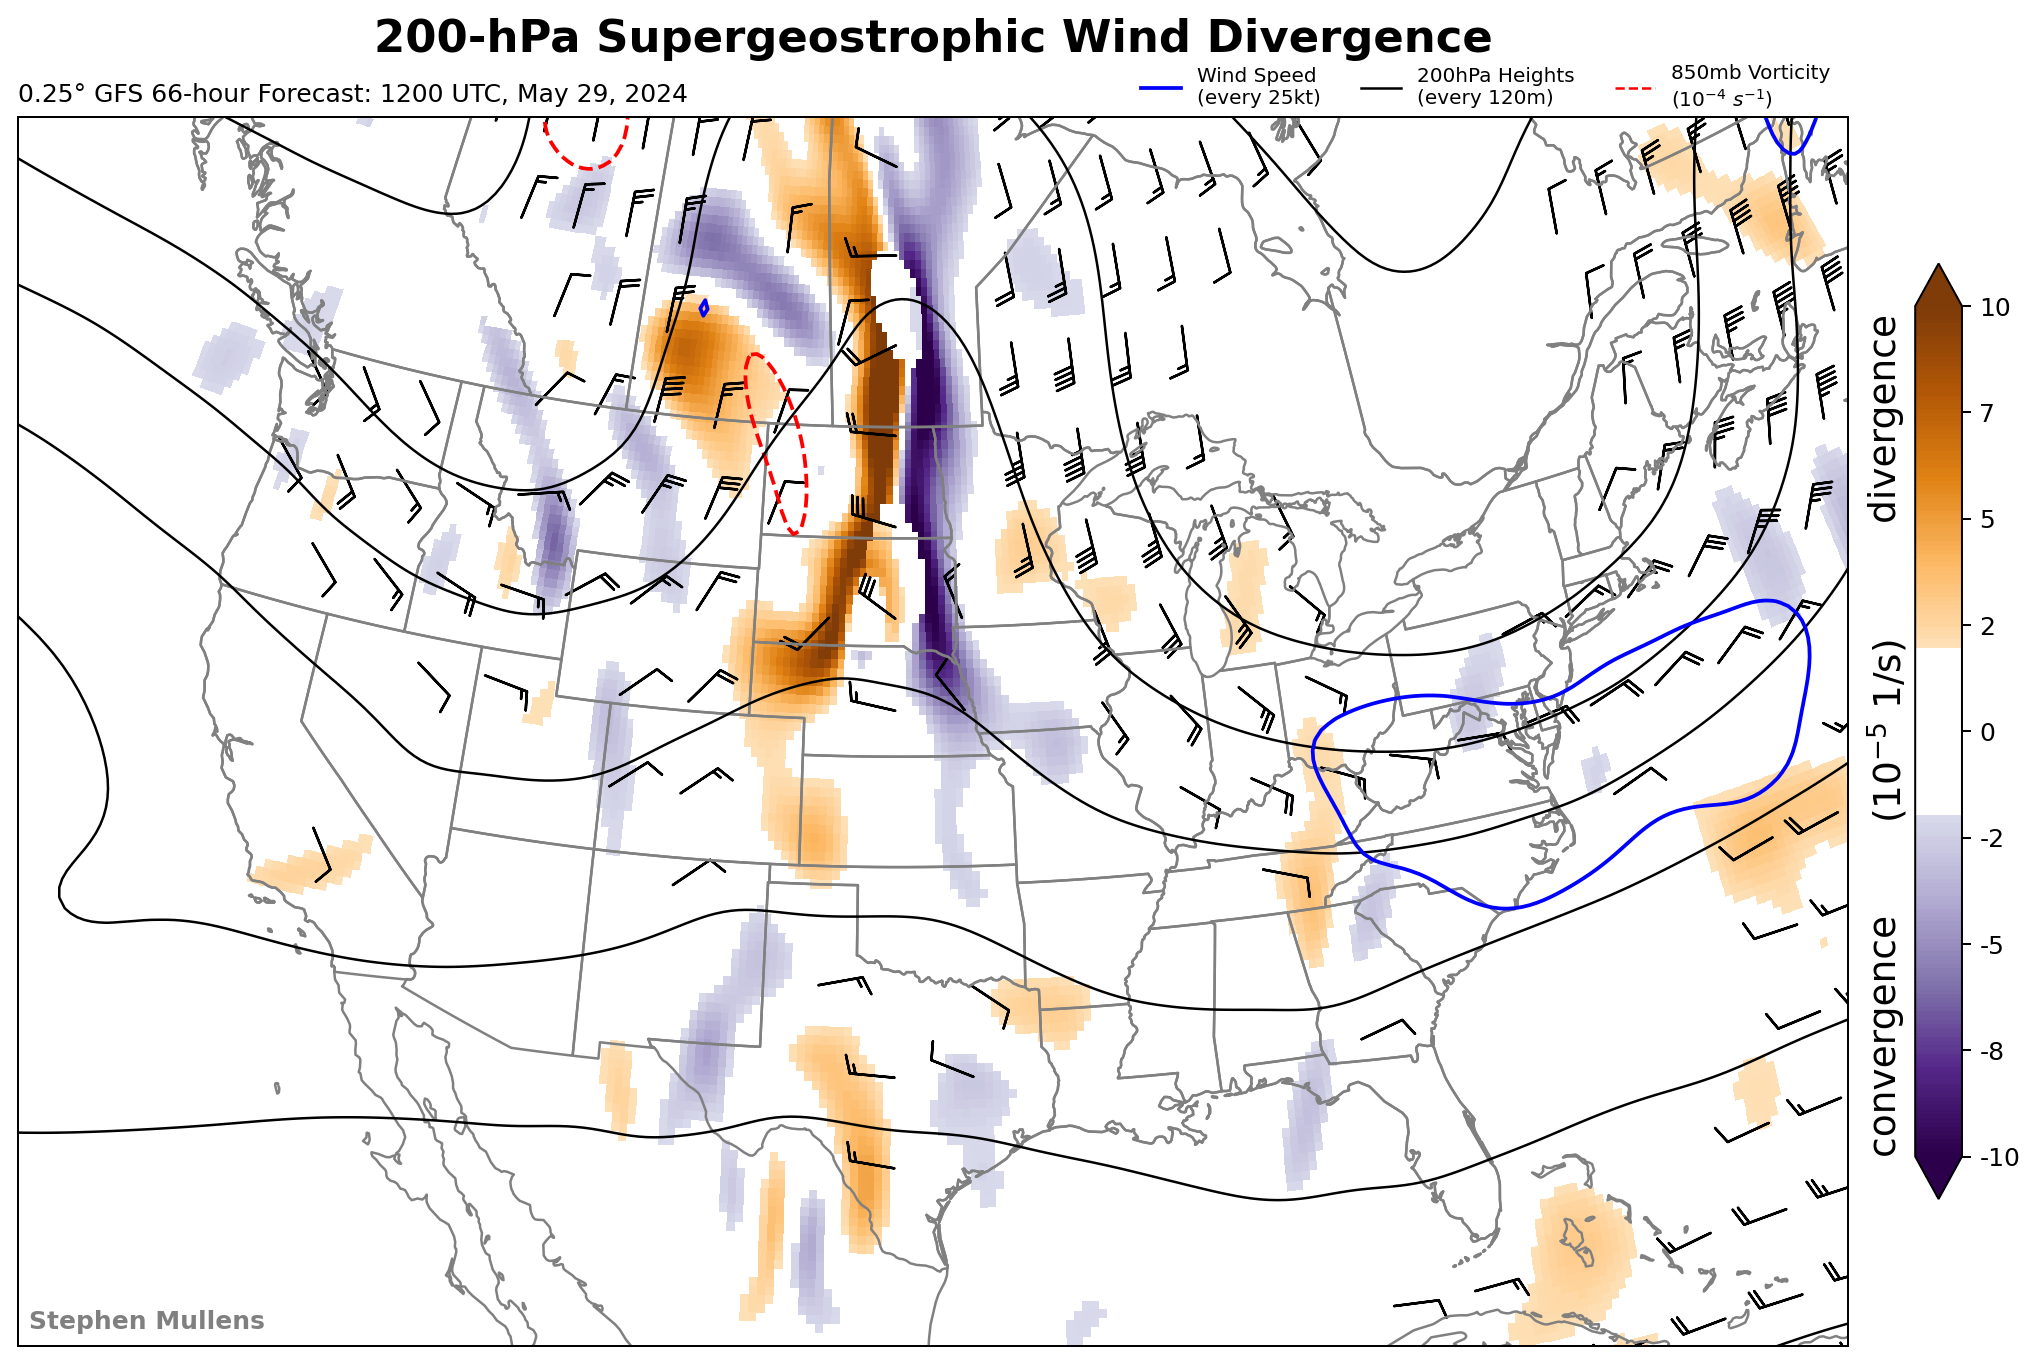 200-hPa Supergeostrophic Wind Divergence
0.25° GFS 66-hour Forecast: 1200 UTC, May 29, 2024
Wind Speed
(every 25kt)
200hPa Heights
(every 120m)
850mb Vorticity
(10⁻⁴ s⁻¹)
10
7
5
2
0
-2
-5
-8
-10
convergence (10⁻⁵ 1/s) divergence
Stephen Mullens